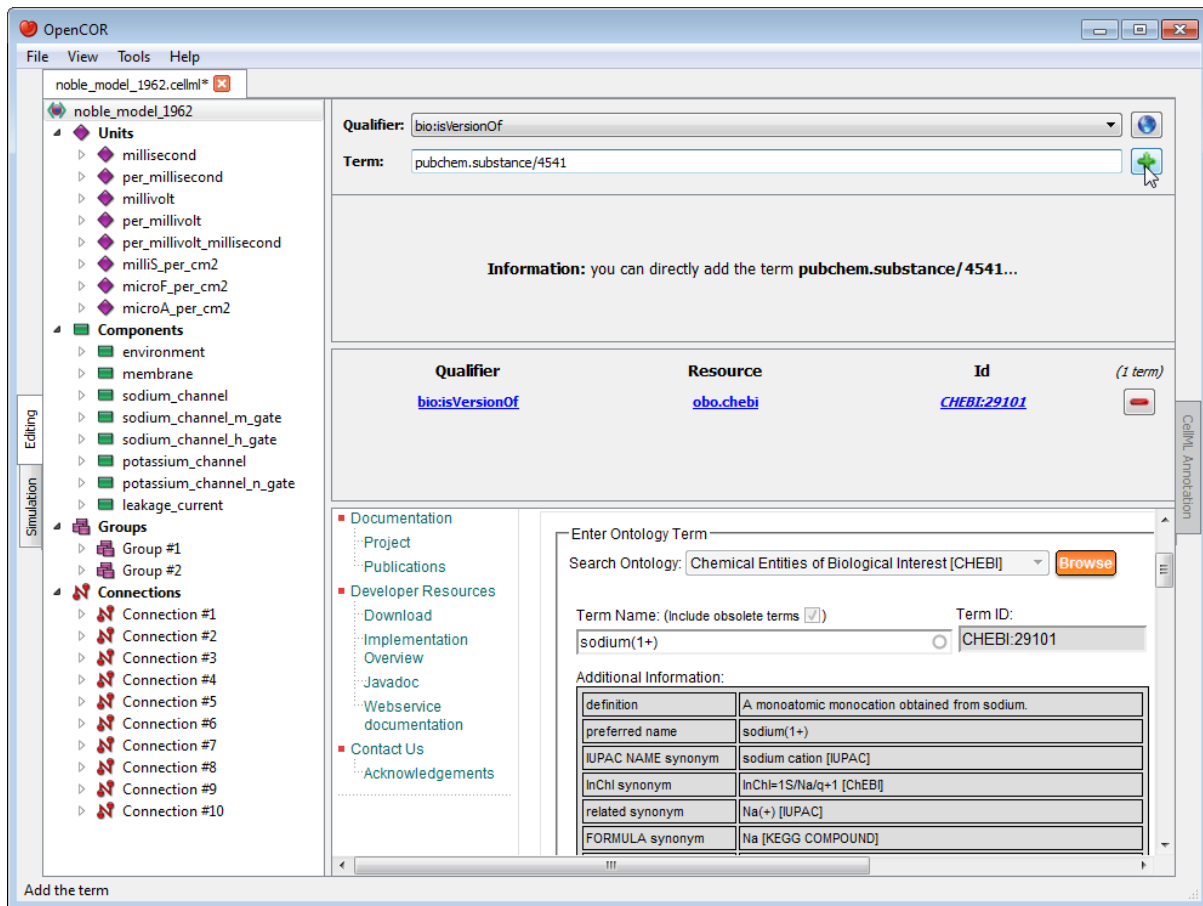 OpenCOR
File View Tools Help
noble_model_1962.cellml*
noble_model_1962
Units
millisecond
per_millisecond
millivolt
per_millivolt
per_millivolt_millisecond
milliS_per_cm2
microF_per_cm2
microA_per_cm2
Components
environment
membrane
sodium_channel
sodium_channel_m_gate
sodium_channel_h_gate
potassium_channel
potassium_channel_n_gate
leakage_current
Groups
Group #1
Group #2
Connections
Connection #1
Connection #2
Connection #3
Connection #4
Connection #5
Connection #6
Connection #7
Connection #8
Connection #9
Connection #10
Editing
Simulation
Qualifier: bio:isVersionOf
Term: pubchem.substance/4541
Information: you can directly add the term pubchem.substance/4541...
Qualifier Resource Id (1 term)
bio:isVersionOf obo.chebi CHEBI:29101
CellML Annotation
Documentation
Project
Publications
Developer Resources
Download
Implementation
Overview
Javadoc
Webservice
documentation
Contact Us
Acknowledgements
Enter Ontology Term
Search Ontology: Chemical Entities of Biological Interest [CHEBI] Browse
Term Name: (Include obsolete terms ) Term ID:
sodium(1+) CHEBI:29101
Additional Information:
definition A monoatomic monocation obtained from sodium.
preferred name sodium(1+)
IUPAC NAME synonym sodium cation [IUPAC]
InChI synonym InChI=1S/Na/q+1 [ChEBI]
related synonym Na(+) [IUPAC]
FORMULA synonym Na [KEGG COMPOUND]
Add the term